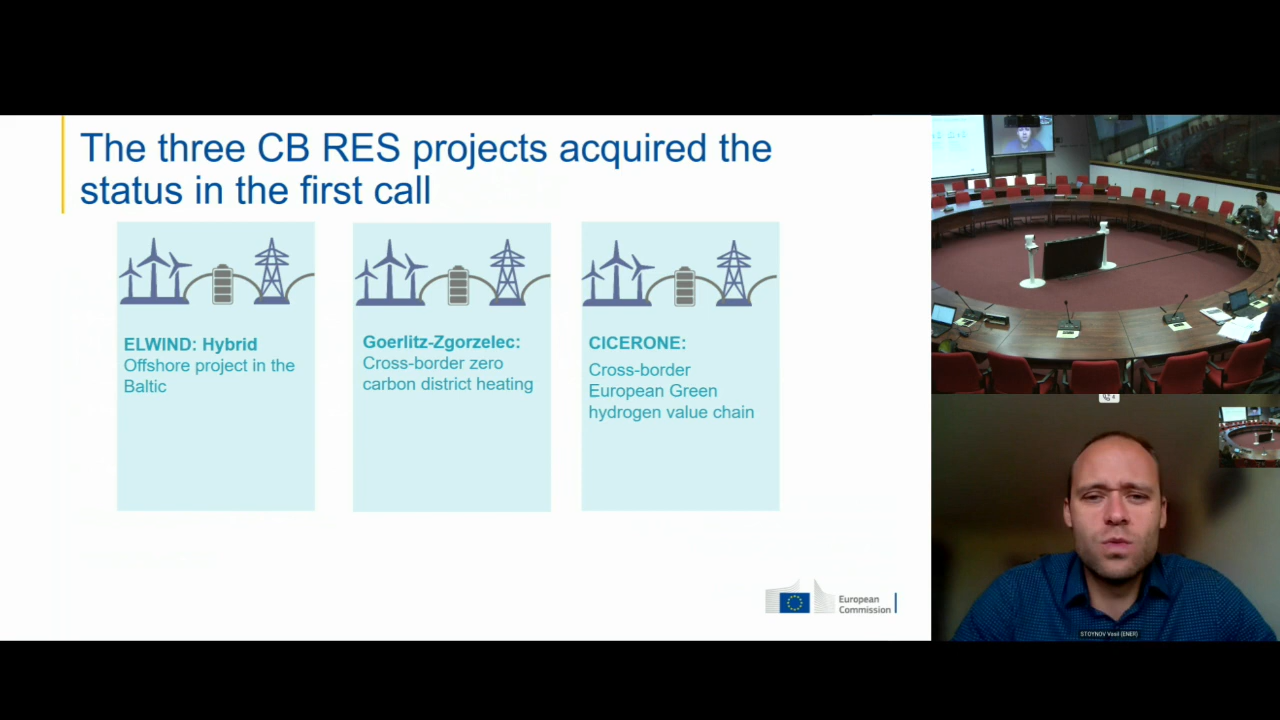 The three CB RES projects acquired the
status in the first call
ELWIND: Hybrid
Offshore project in the
Baltic
Goerlitz-Zgorzelec:
Cross-border zero
carbon district heating
CICERONE:
Cross-border
European Green
hydrogen value chain
European
Commission
STOYNOV Vasil (ENER)